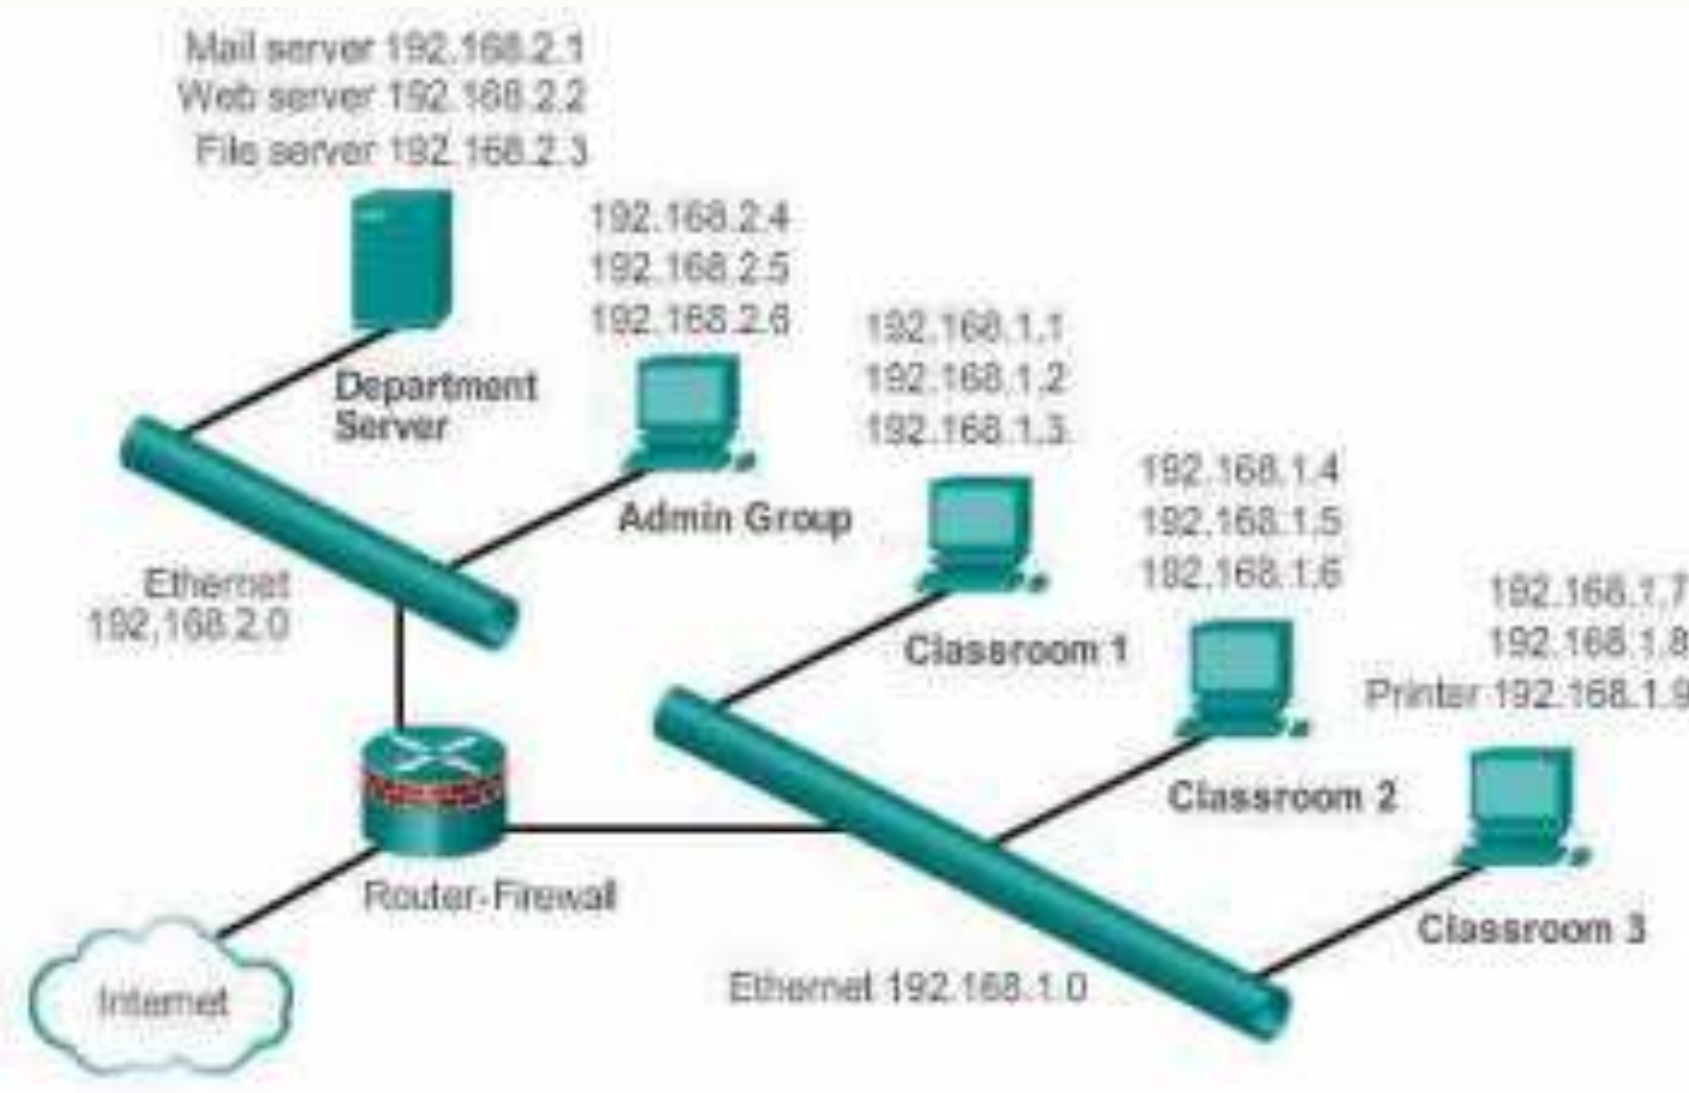 Mail server 192.168.2.1
Web server 192.168.2.2
File server 192.168.2.3
Department
Server
192.168.2.4
192.168.2.5
192.168.2.6
Admin Group
192.168.1.1
192.168.1.2
192.168.1.3
Classroom 1
192.168.1.4
192.168.1.5
192.168.1.6
Classroom 2
192.168.1.7
192.168.1.8
Printer 192.168.1.9
Classroom 3
Ethernet
192.168.2.0
Router-Firewall
Internet
Ethernet 192.168.1.0